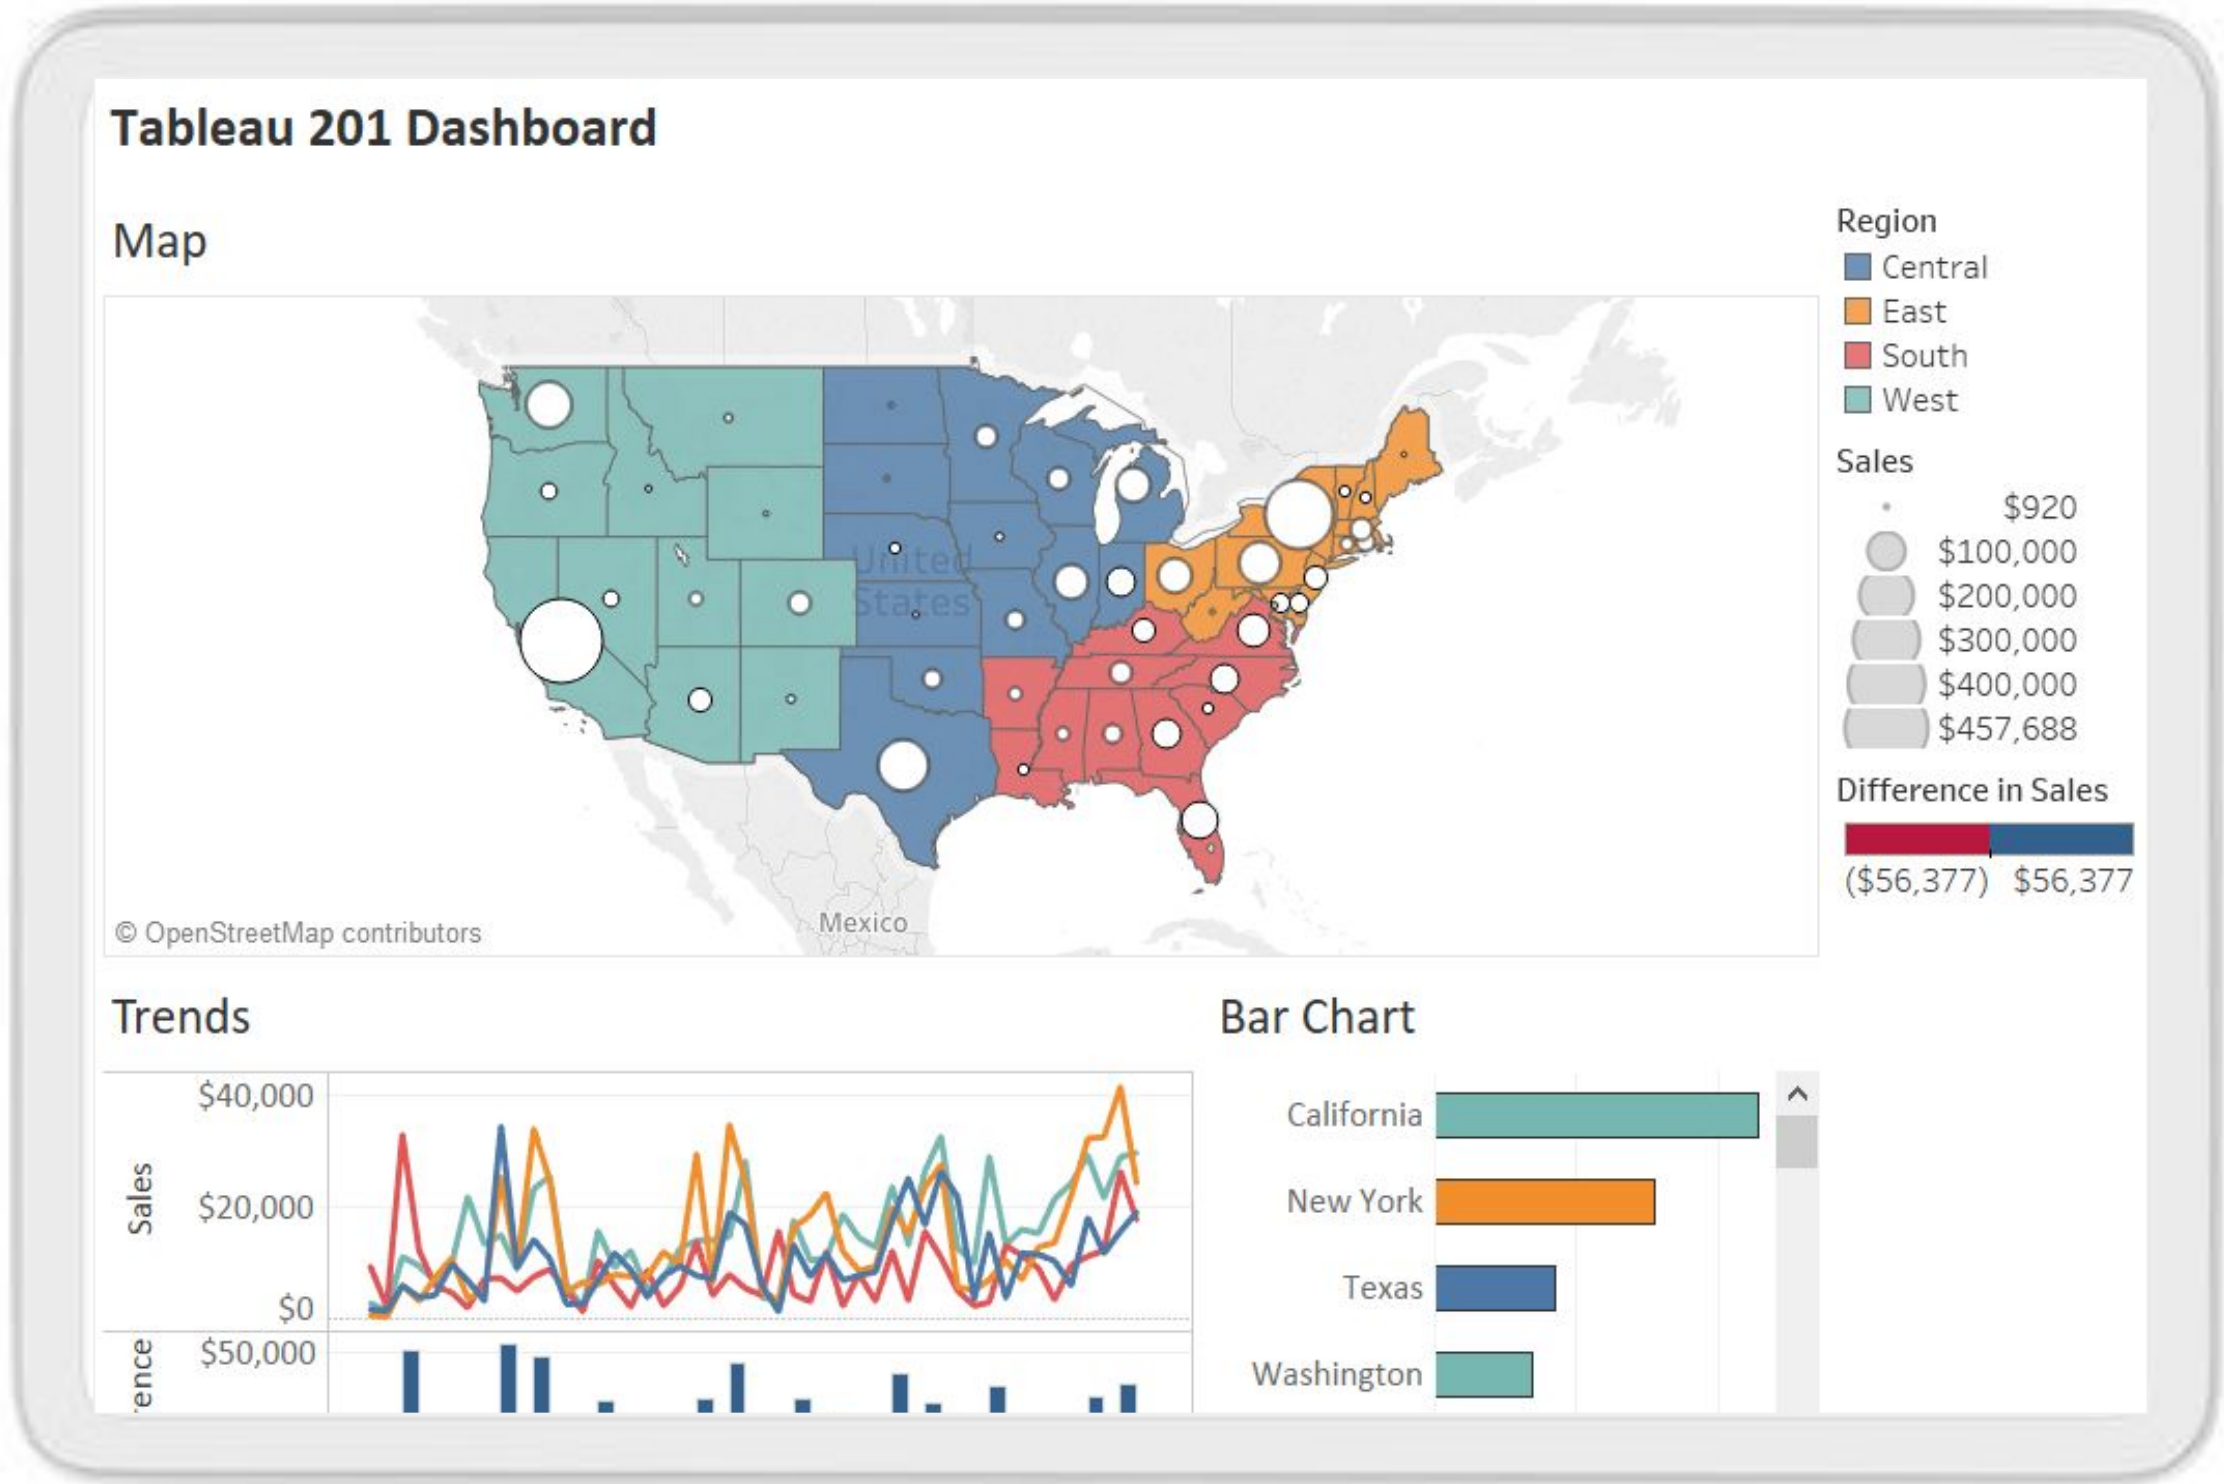 Tableau 201 Dashboard
Map
United
States
Mexico
© OpenStreetMap contributors
Region
Central
East
South
West
Sales
$920
$100,000
$200,000
$300,000
$400,000
$457,688
Difference in Sales
($56,377) $56,377
Trends
Sales
$40,000
$20,000
$0
rence
$50,000
Bar Chart
California
New York
Texas
Washington